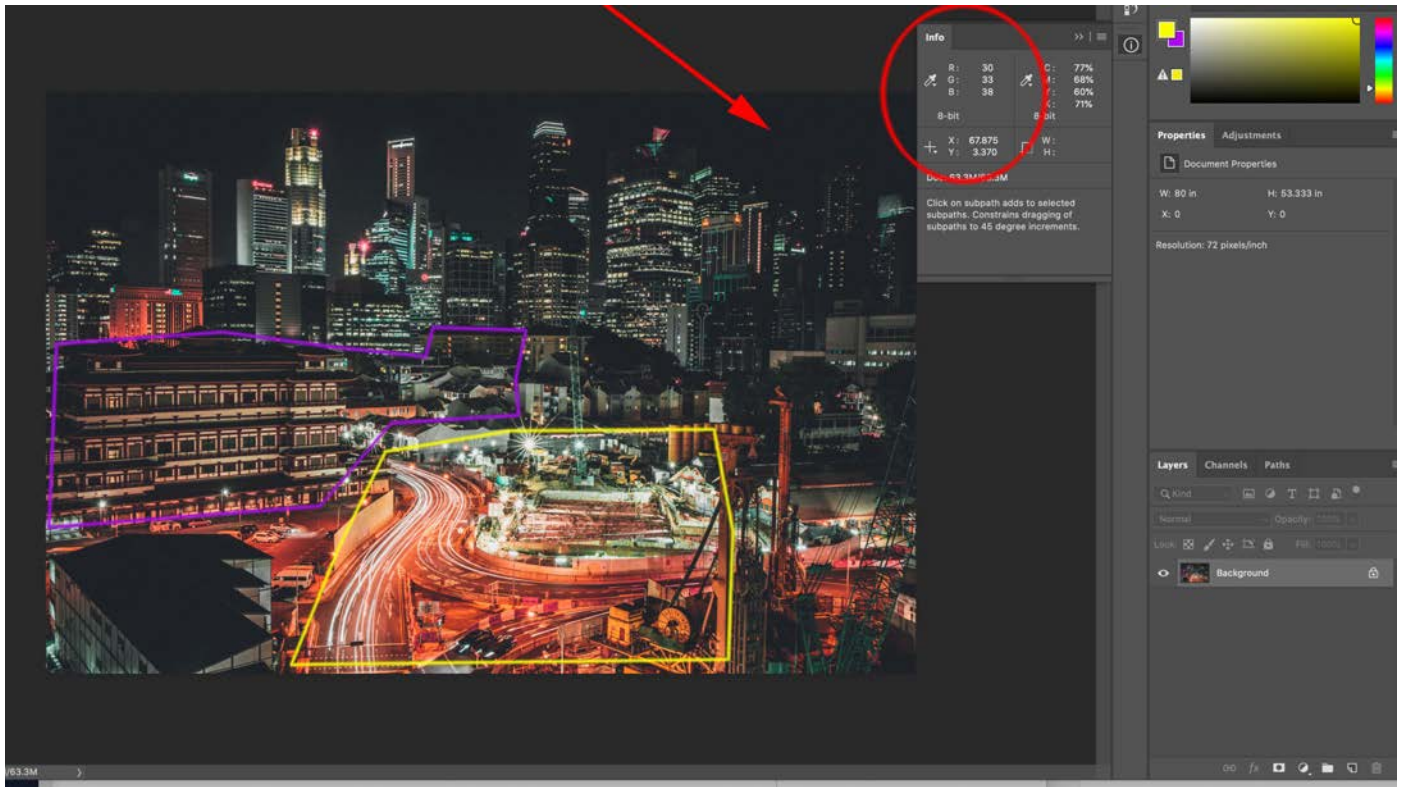 Info
R: 30
G: 33
B: 38
8-bit
C: 77%
M: 68%
Y: 60%
K: 71%
8-bit
X: 67.875
Y: 3.370
W:
H:
Doc: 63.3M/63.3M
Click on subpath adds to selected
subpaths. Constrains dragging of
subpaths to 45 degree increments.
Properties Adjustments
Document Properties
W: 80 in H: 53.333 in
X: 0 Y: 0
Resolution: 72 pixels/inch
Layers Channels Paths
Kind
Normal Opacity: 100%
Lock: Fill: 100%
Background
fx
/63.3M